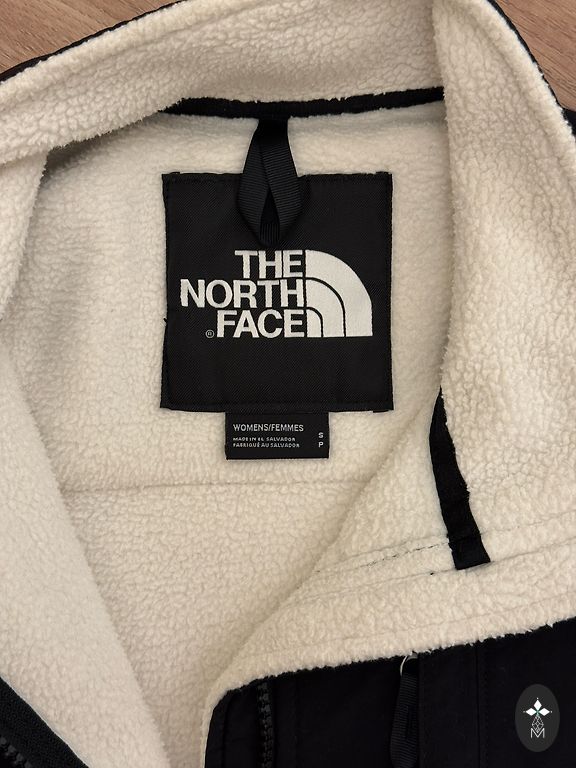 THE
NORTH
FACE
®
WOMENS/FEMMES
MADE IN EL SALVADOR S
FABRIQUÉ AU SALVADOR P
M